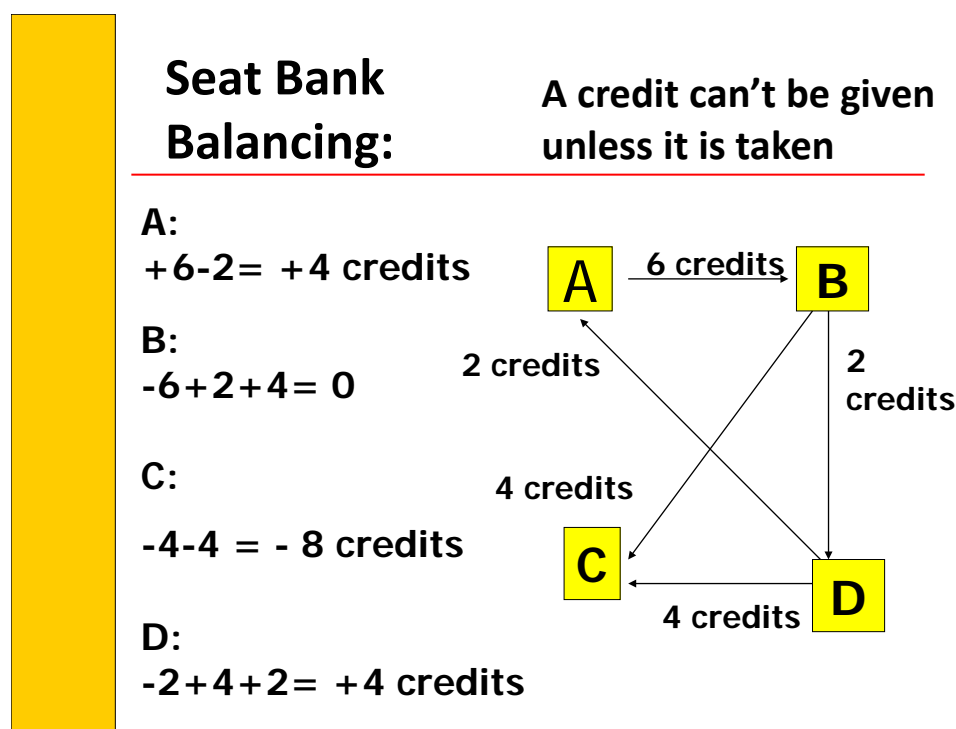 Seat Bank
Balancing:
A credit can’t be given
unless it is taken
A:
+6-2= +4 credits
B:
-6+2+4= 0
C:
-4-4 = - 8 credits
D:
-2+4+2= +4 credits
A
6 credits
B
2 credits
2
credits
4 credits
C
D
4 credits